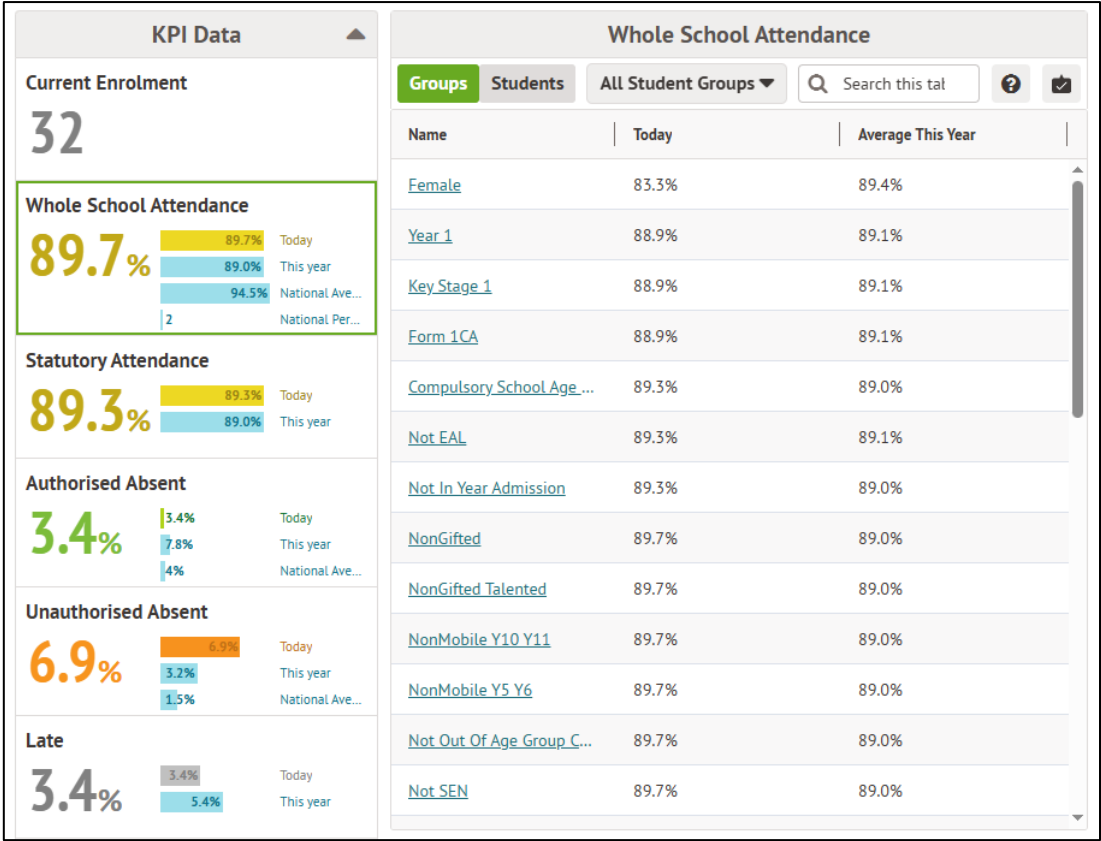 KPI Data
Current Enrolment
32
Whole School Attendance
89.7%
89.7% Today
89.0% This year
94.5% National Ave...
2 National Per...
Statutory Attendance
89.3%
89.3% Today
89.0% This year
Authorised Absent
3.4%
3.4% Today
7.8% This year
4% National Ave...
Unauthorised Absent
6.9%
6.9% Today
3.2% This year
1.5% National Ave...
Late
3.4%
3.4% Today
5.4% This year
Whole School Attendance
Groups Students All Student Groups Search this tal
Name Today Average This Year
Female 83.3% 89.4%
Year 1 88.9% 89.1%
Key Stage 1 88.9% 89.1%
Form 1CA 88.9% 89.1%
Compulsory School Age ... 89.3% 89.0%
Not EAL 89.3% 89.1%
Not In Year Admission 89.3% 89.0%
NonGifted 89.7% 89.0%
NonGifted Talented 89.7% 89.0%
NonMobile Y10 Y11 89.7% 89.0%
NonMobile Y5 Y6 89.7% 89.0%
Not Out Of Age Group C... 89.7% 89.0%
Not SEN 89.7% 89.0%